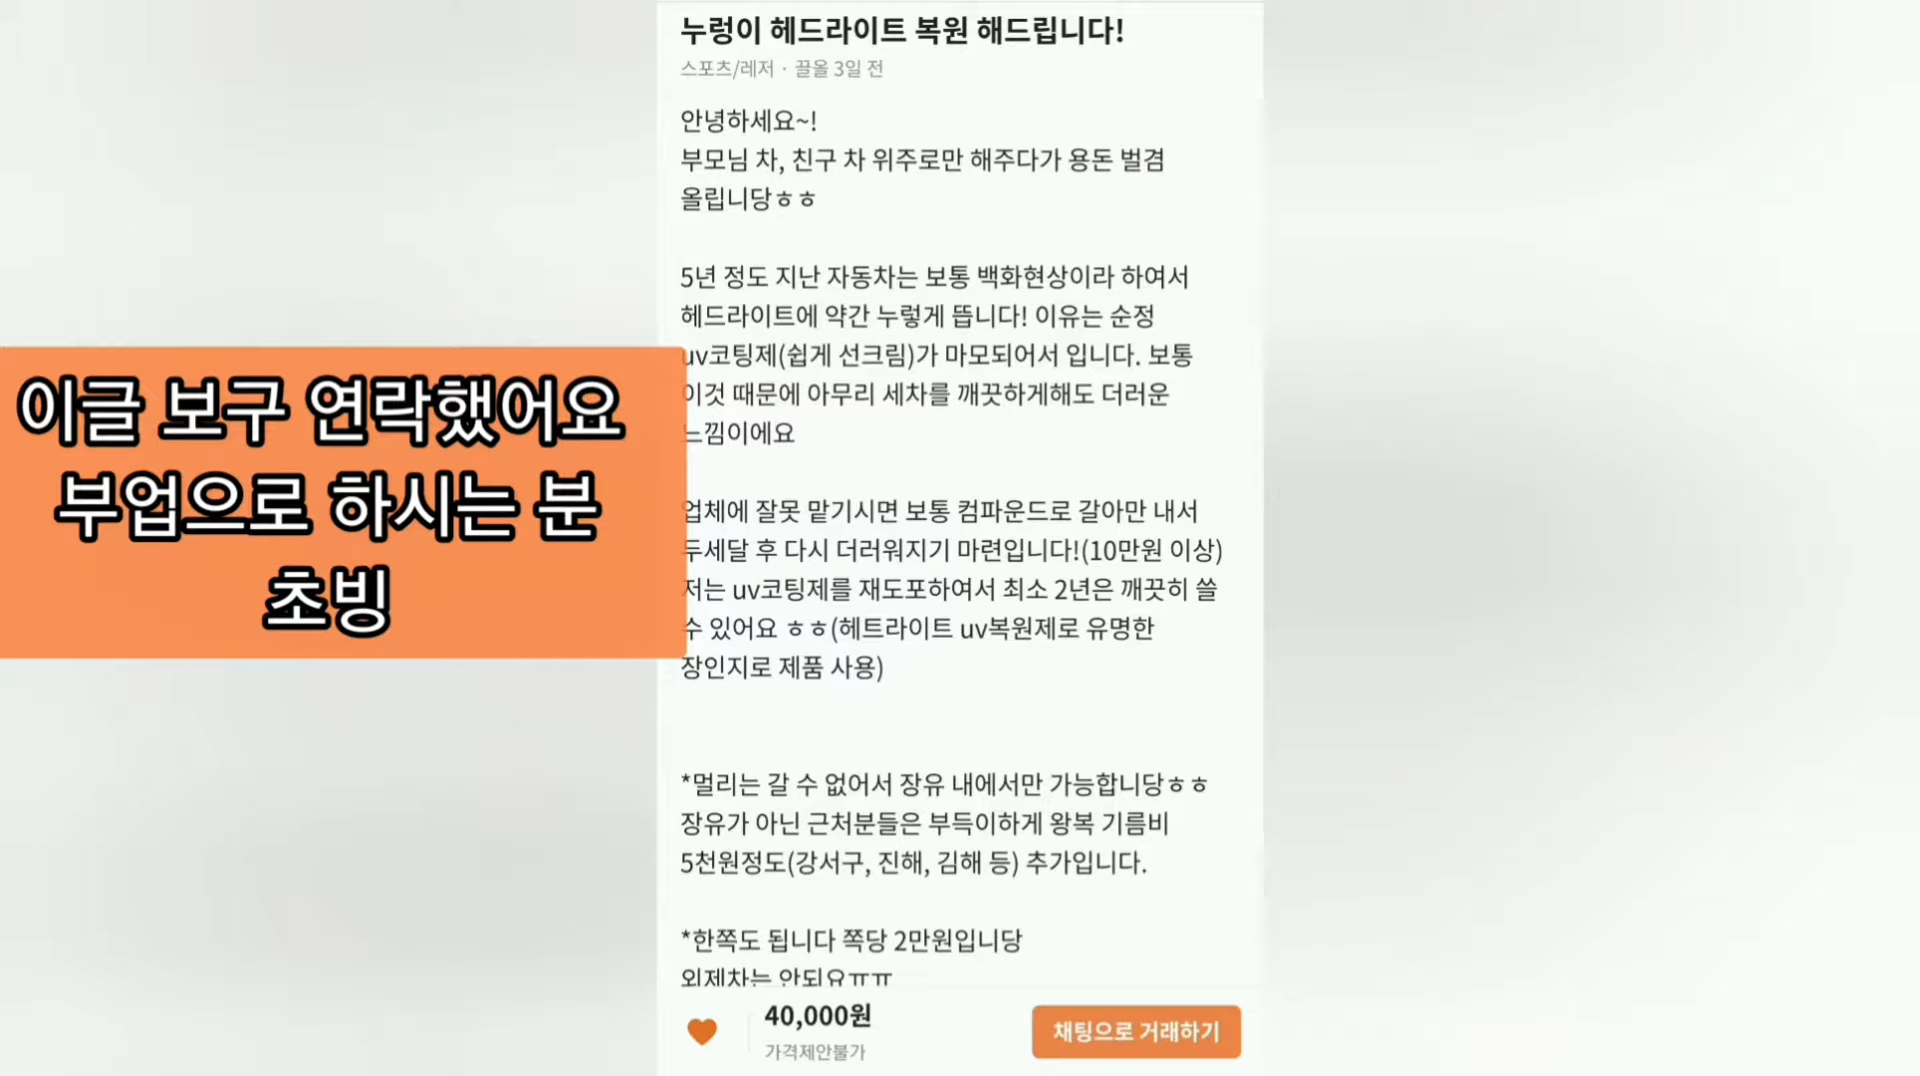 누렁이 헤드라이트 복원 해드립니다!
스포츠/레저 · 끌올 3일 전
안녕하세요~!
부모님 차, 친구 차 위주로만 해주다가 용돈 벌겸
올립니당ㅎㅎ
5년 정도 지난 자동차는 보통 백화현상이라 하여서
헤드라이트에 약간 누렇게 뜹니다! 이유는 순정
uv코팅제(쉽게 선크림)가 마모되어서 입니다. 보통
이것 때문에 아무리 세차를 깨끗하게해도 더러운
느낌이에요
업체에 잘못 맡기시면 보통 컴파운드로 갈아만 내서
두세달 후 다시 더러워지기 마련입니다!(10만원 이상)
저는 uv코팅제를 재도포하여서 최소 2년은 깨끗히 쓸
수 있어요 ㅎㅎ(헤트라이트 uv복원제로 유명한
장인지로 제품 사용)
*멀리는 갈 수 없어서 장유 내에서만 가능합니당ㅎㅎ
장유가 아닌 근처분들은 부득이하게 왕복 기름비
5천원정도(강서구, 진해, 김해 등) 추가입니다.
*한쪽도 됩니다 쪽당 2만원입니당
외제차는 안되요ㅠㅠ
40,000원
가격제안불가
채팅으로 거래하기
이글 보구 연락했어요
부업으로 하시는 분
초빙